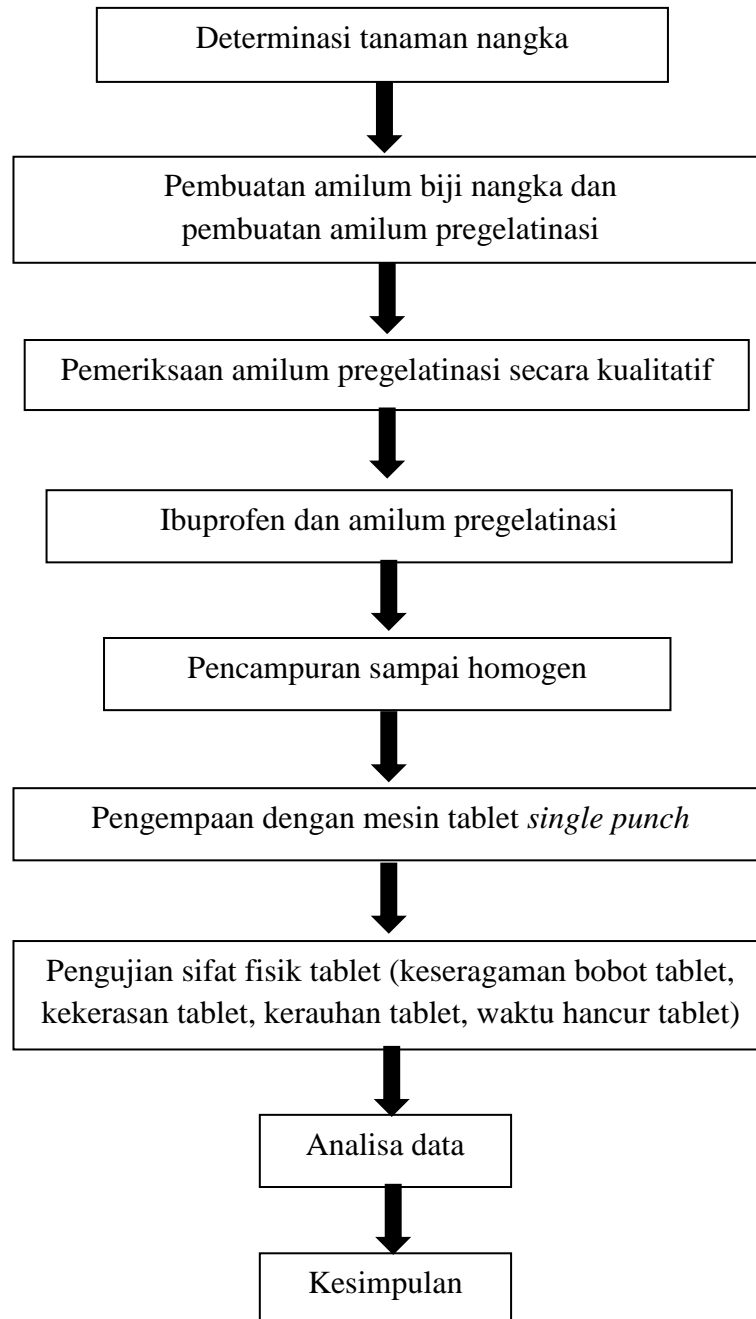 Determinasi tanaman nangka
Pembuatan amilum biji nangka dan
pembuatan amilum pregelatinasi
Pemeriksaan amilum pregelatinasi secara kualitatif
Ibuprofen dan amilum pregelatinasi
Pencampuran sampai homogen
Pengempaan dengan mesin tablet single punch
Pengujian sifat fisik tablet (keseragaman bobot tablet,
kekerasan tablet, kerauhan tablet, waktu hancur tablet)
Analisa data
Kesimpulan